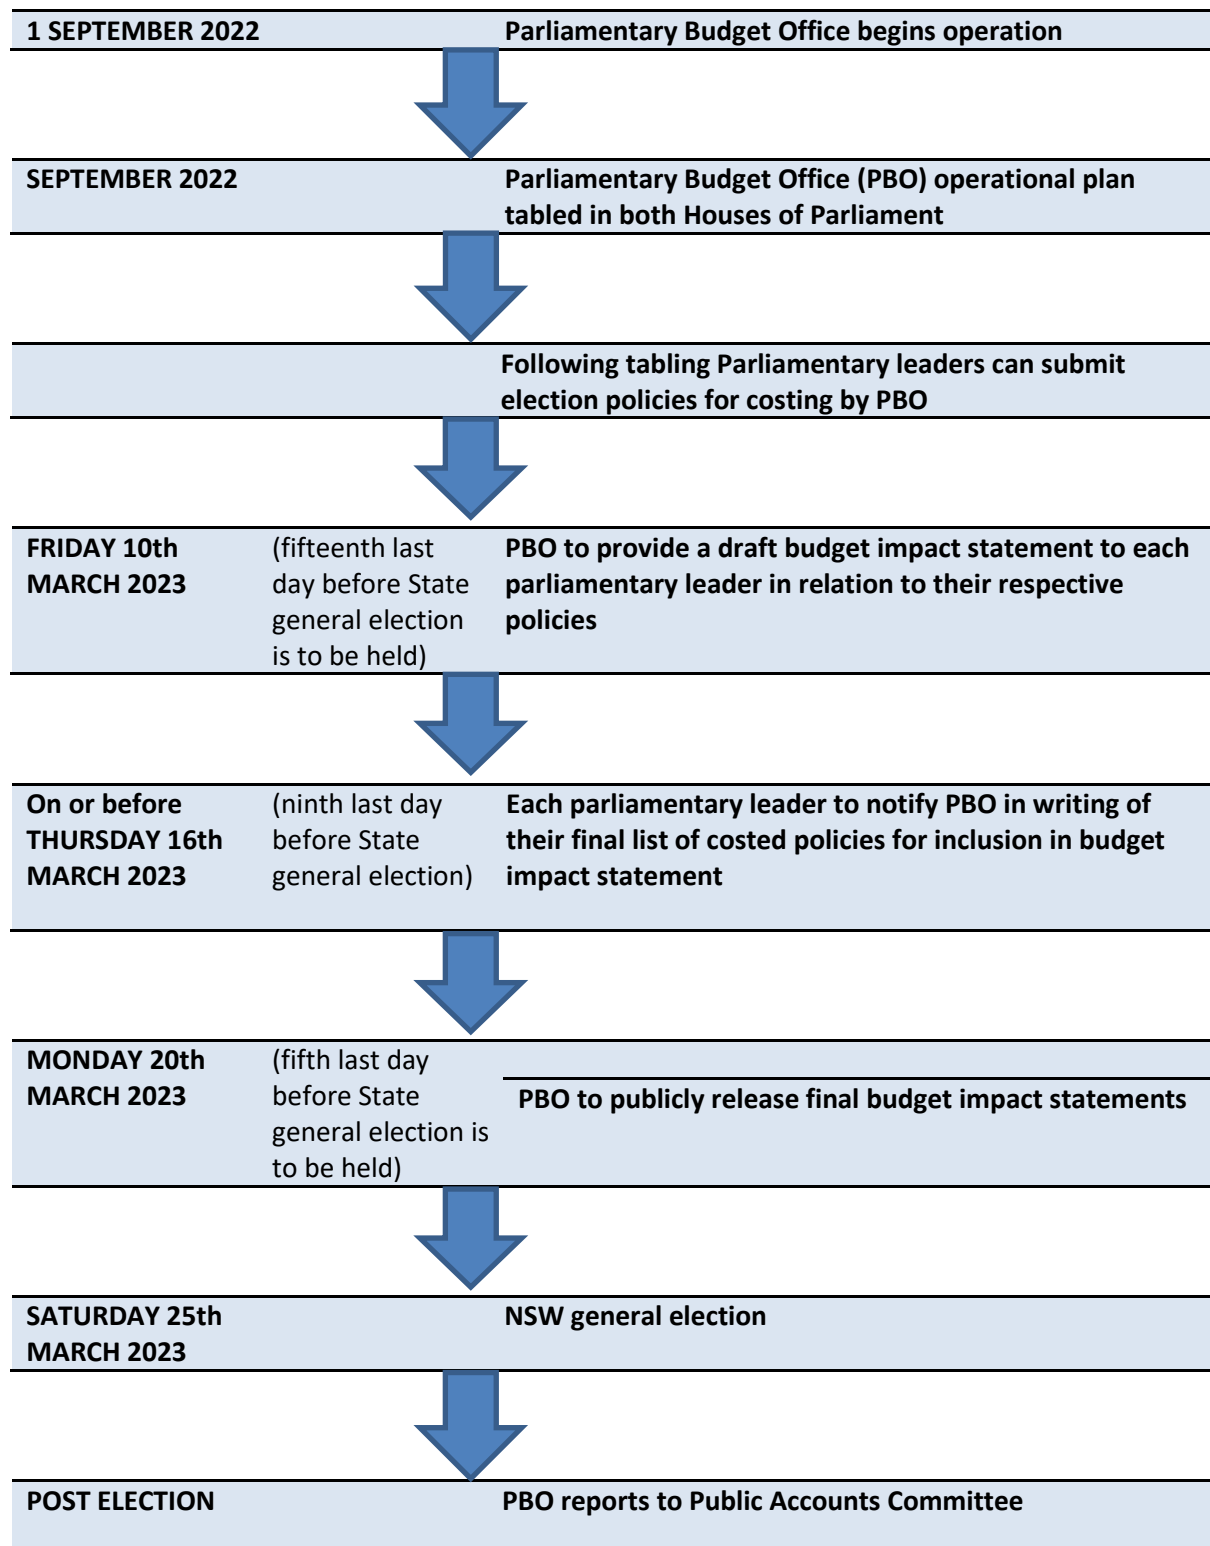 1 SEPTEMBER 2022 Parliamentary Budget Office begins operation
SEPTEMBER 2022 Parliamentary Budget Office (PBO) operational plan
tabled in both Houses of Parliament
Following tabling Parliamentary leaders can submit
election policies for costing by PBO
FRIDAY 10th
MARCH 2023
(fifteenth last
day before State
general election
is to be held)
PBO to provide a draft budget impact statement to each
parliamentary leader in relation to their respective
policies
On or before
THURSDAY 16th
MARCH 2023
(ninth last day
before State
general election)
Each parliamentary leader to notify PBO in writing of
their final list of costed policies for inclusion in budget
impact statement
MONDAY 20th
MARCH 2023
(fifth last day
before State
general election is
to be held)
PBO to publicly release final budget impact statements
SATURDAY 25th
MARCH 2023
NSW general election
POST ELECTION PBO reports to Public Accounts Committee